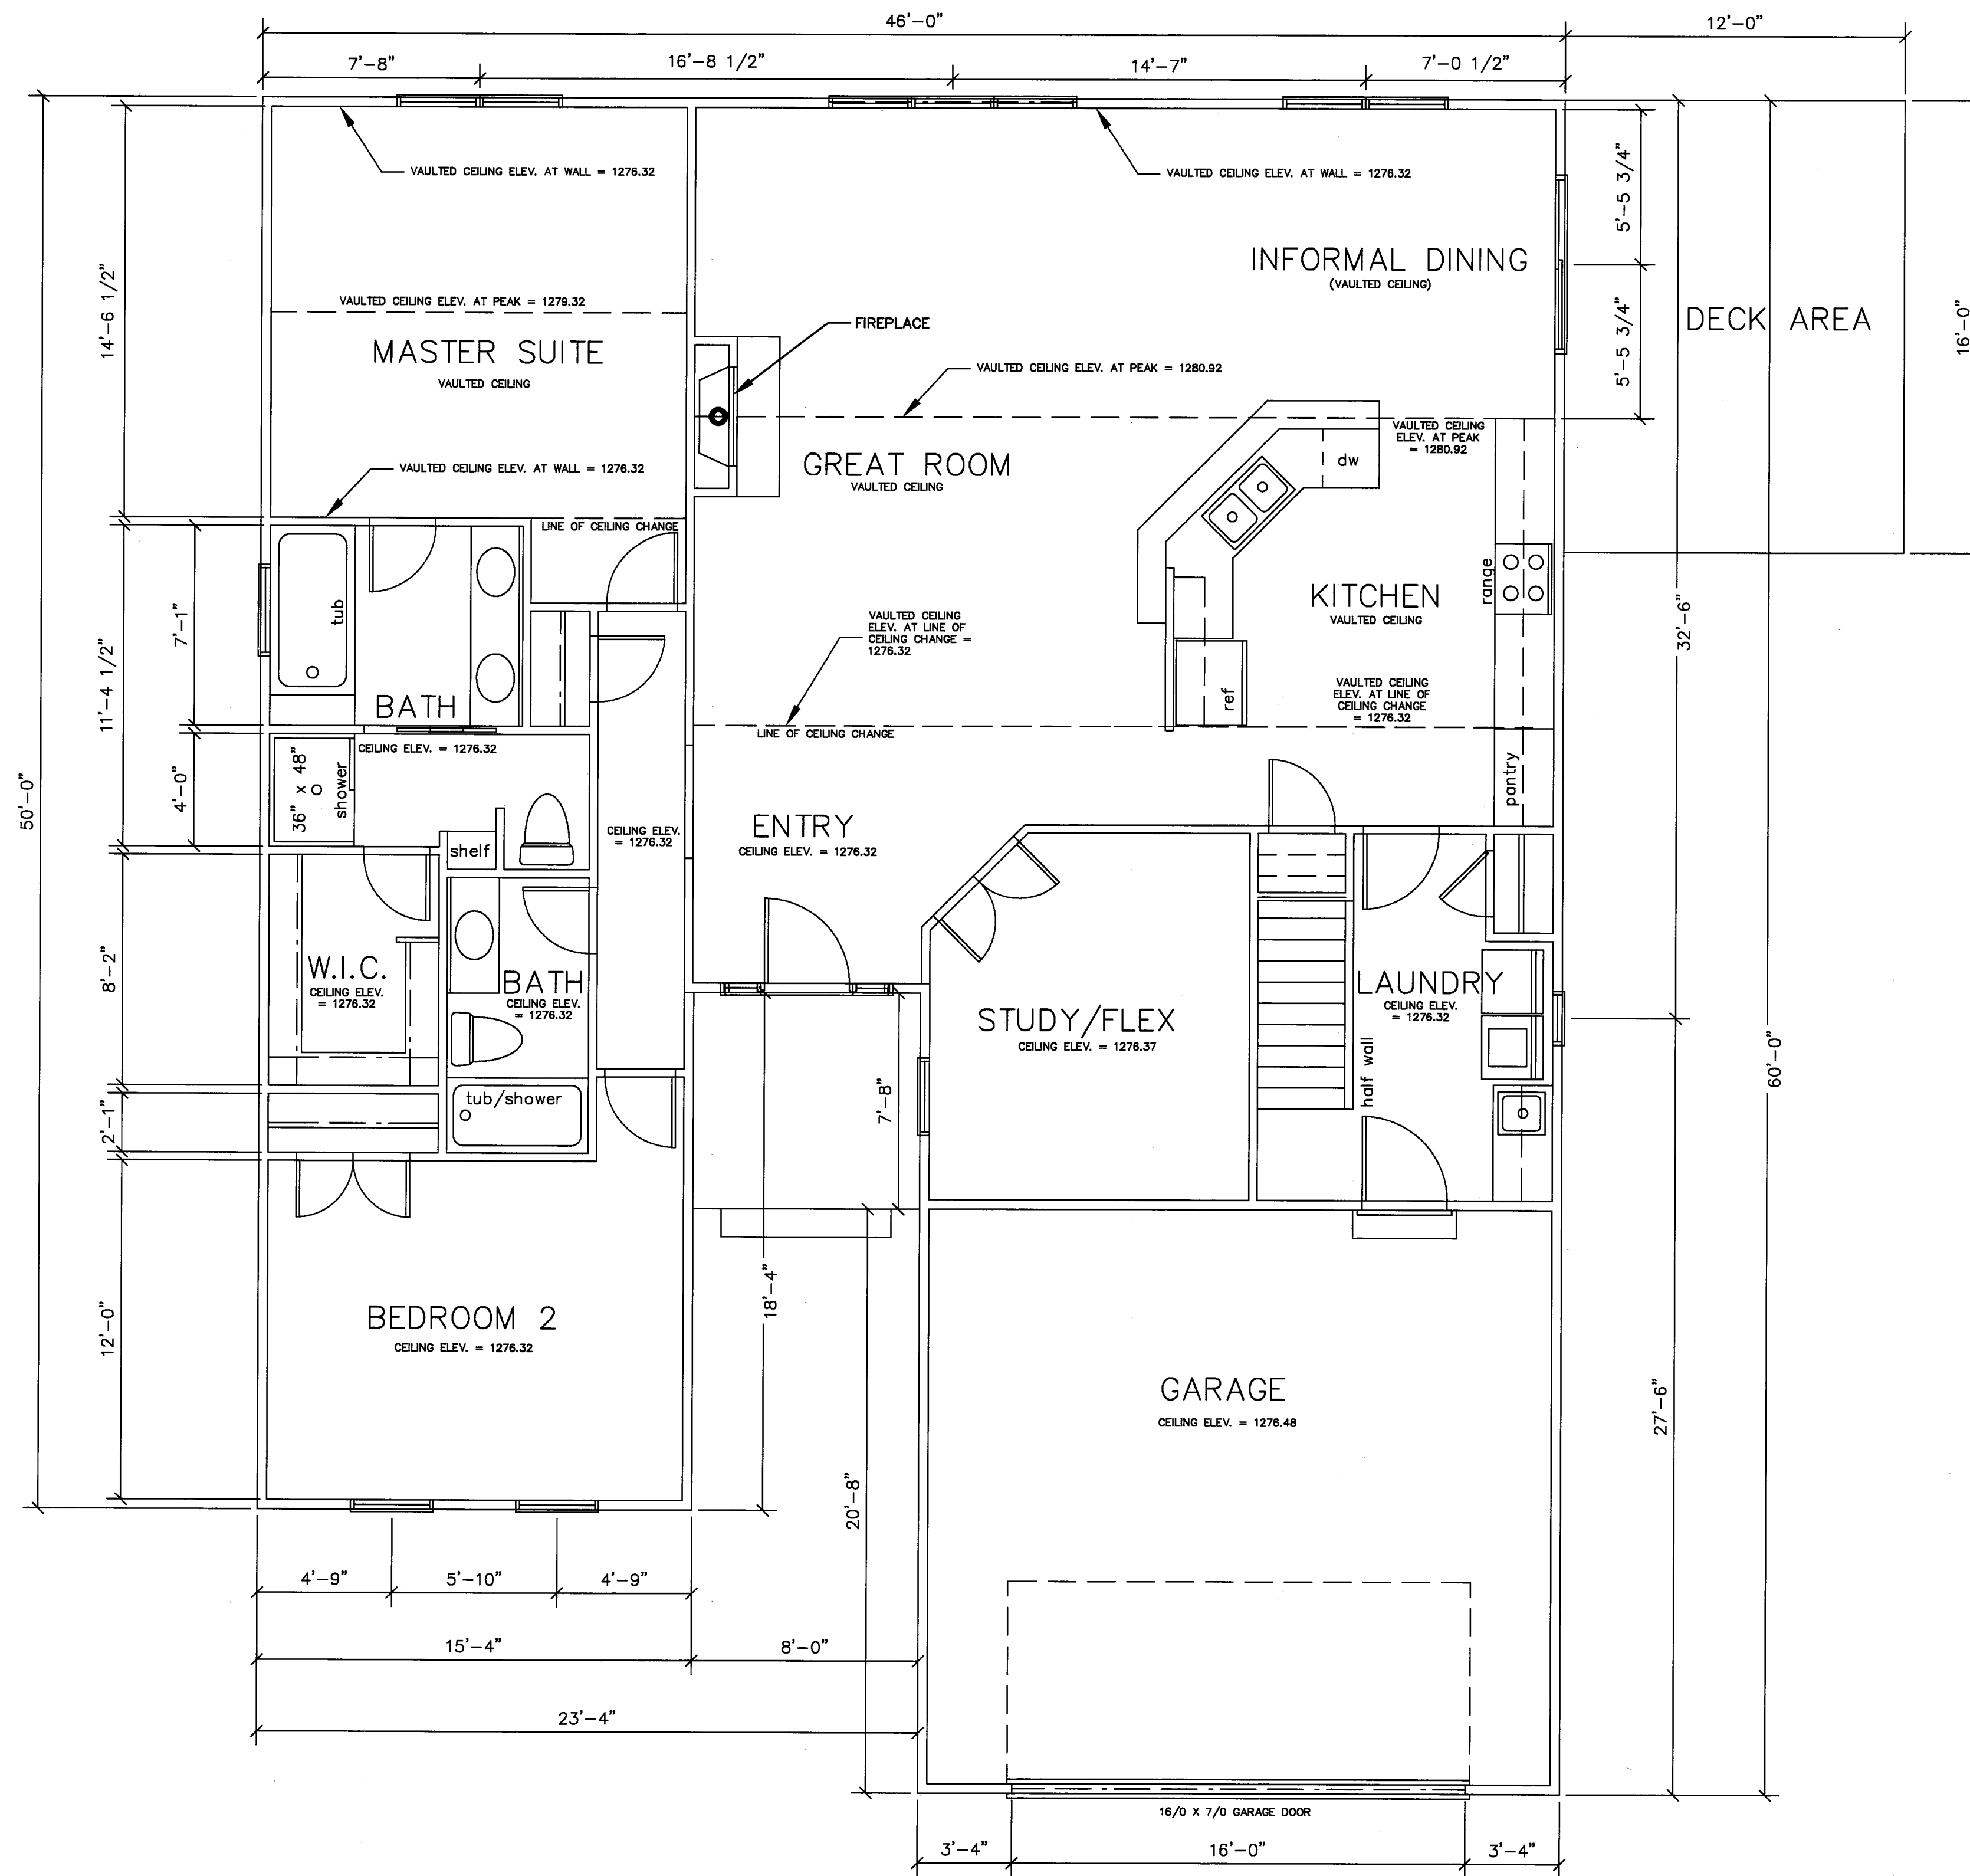 46'-0"
12'-0"
7'-8"
16'-8 1/2"
14'-7"
7'-0 1/2"
VAULTED CEILING ELEV. AT WALL = 1276.32
VAULTED CEILING ELEV. AT WALL = 1276.32
5'-5 3/4"
INFORMAL DINING
(VAULTED CEILING)
14'-6 1/2"
VAULTED CEILING ELEV. AT PEAK = 1279.32
MASTER SUITE
VAULTED CEILING
FIREPLACE
DECK AREA
16'-0"
5'-5 3/4"
VAULTED CEILING ELEV. AT PEAK = 1280.92
VAULTED CEILING
ELEV. AT PEAK
= 1280.92
dw
GREAT ROOM
VAULTED CEILING
VAULTED CEILING ELEV. AT WALL = 1276.32
LINE OF CEILING CHANGE
tub
7'-1"
11'-4 1/2"
BATH
range
KITCHEN
VAULTED CEILING
VAULTED CEILING
ELEV. AT LINE OF
CEILING CHANGE =
1276.32
32'-6"
ref
VAULTED CEILING
ELEV. AT LINE OF
CEILING CHANGE
= 1276.32
LINE OF CEILING CHANGE
CEILING ELEV. = 1276.32
50'-0"
4'-0"
36" x 48"
shower
pantry
shelf
CEILING ELEV.
= 1276.32
ENTRY
CEILING ELEV. = 1276.32
8'-2"
W.I.C.
CEILING ELEV.
= 1276.32
BATH
CEILING ELEV.
= 1276.32
STUDY/FLEX
CEILING ELEV. = 1276.37
LAUNDRY
CEILING ELEV.
= 1276.32
half wall
60'-0"
2'-1"
tub/shower
7'-8"
18'-4"
12'-0"
BEDROOM 2
CEILING ELEV. = 1276.32
GARAGE
CEILING ELEV. = 1276.48
27'-6"
20'-8"
4'-9"
5'-10"
4'-9"
15'-4"
8'-0"
23'-4"
16/0 X 7/0 GARAGE DOOR
3'-4"
16'-0"
3'-4"